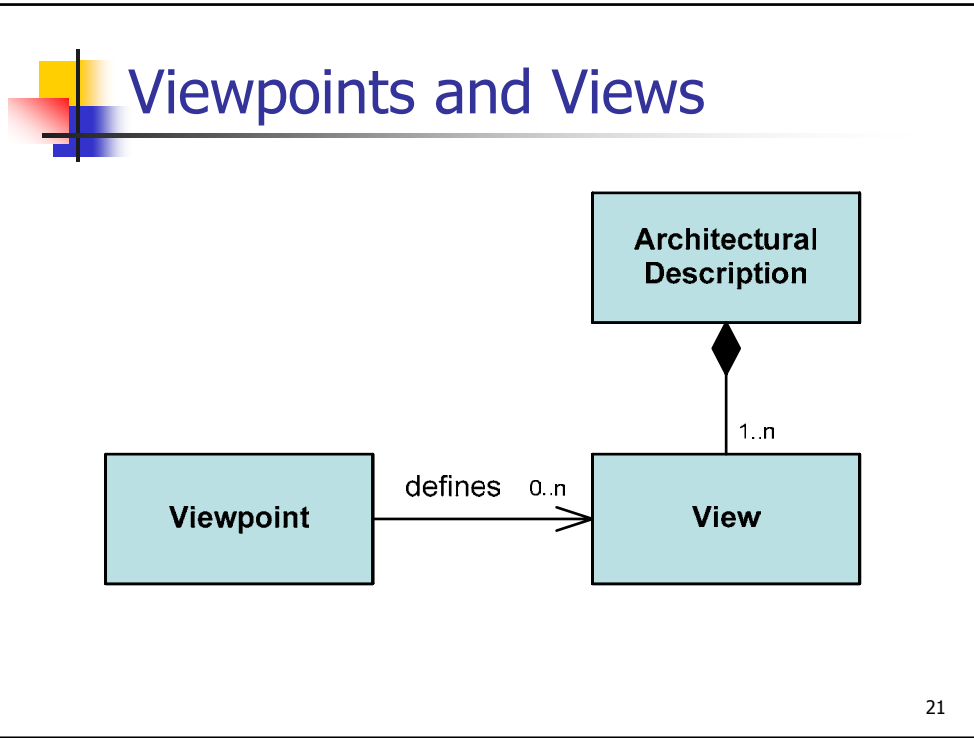 Viewpoints and Views
Architectural
Description
1..n
defines 0..n
Viewpoint
View
21